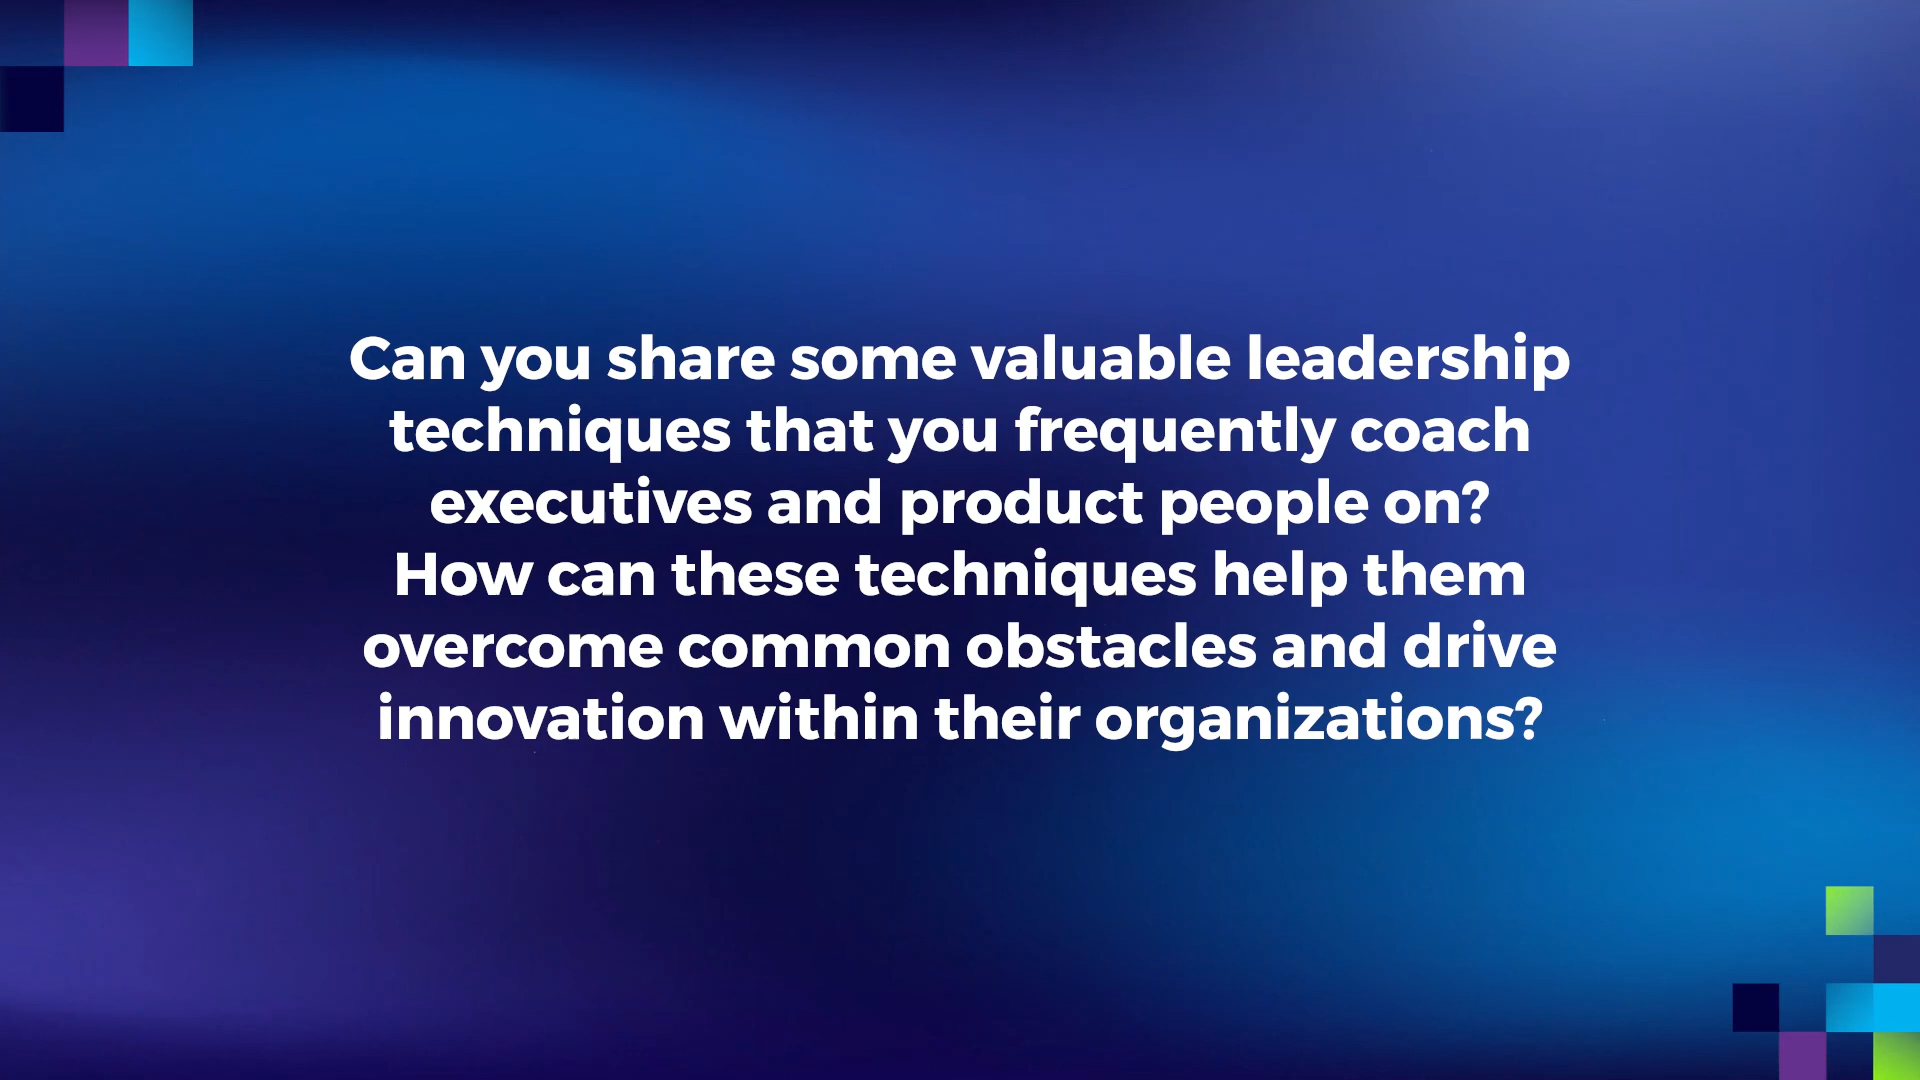 Can you share some valuable leadership
techniques that you frequently coach
executives and product people on?
How can these techniques help them
overcome common obstacles and drive
innovation within their organizations?